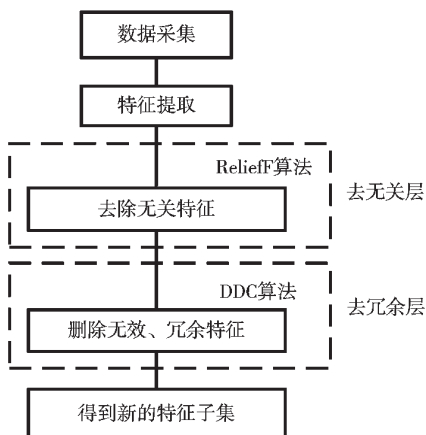 数据采集
特征提取
ReliefF算法
去无关层
去除无关特征
DDC算法
去冗余层
删除无效、冗余特征
得到新的特征子集